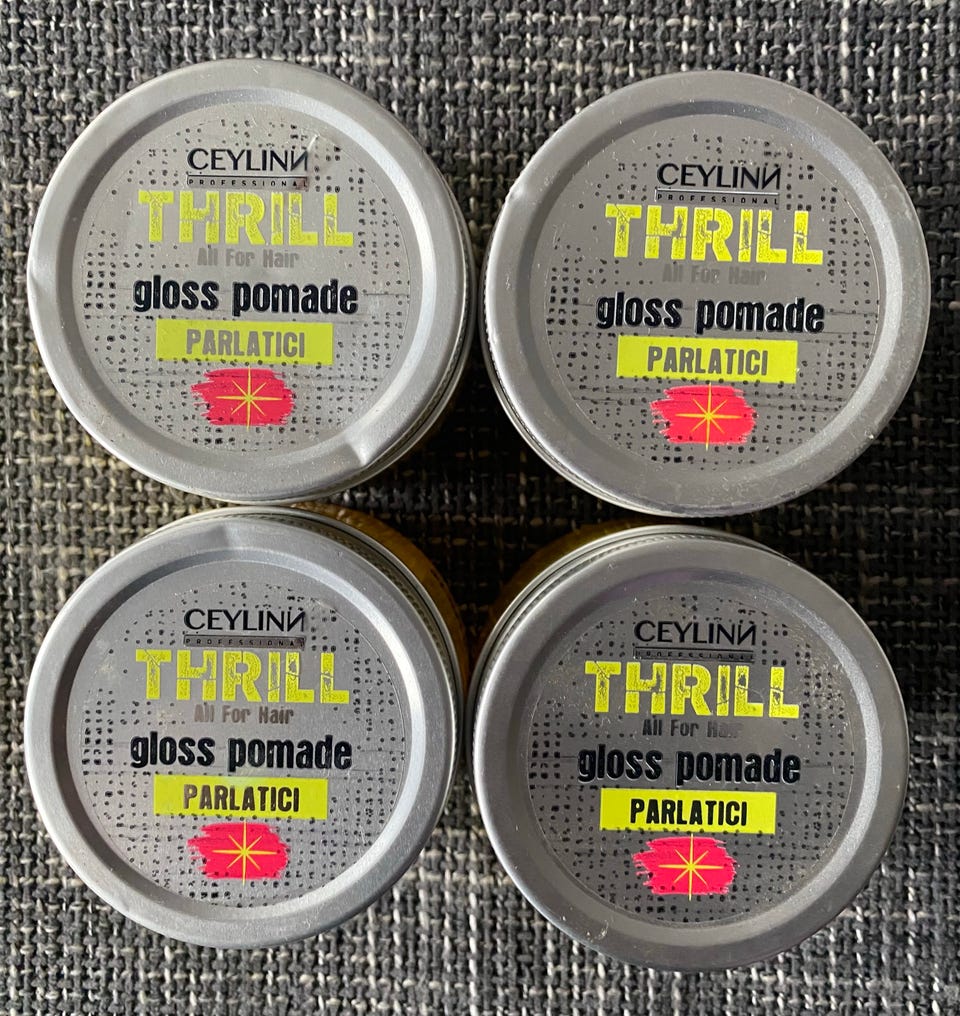 CEYLINN
PROFESSIONAL
THRILL
All For Hair
gloss pomade
PARLATICI
CEYLINN
PROFESSIONAL
THRILL
All For Hair
gloss pomade
PARLATICI
CEYLINN
PROFESSIONAL
THRILL
All For Hair
gloss pomade
PARLATICI
CEYLINN
PROFESSIONAL
THRILL
All For Hair
gloss pomade
PARLATICI